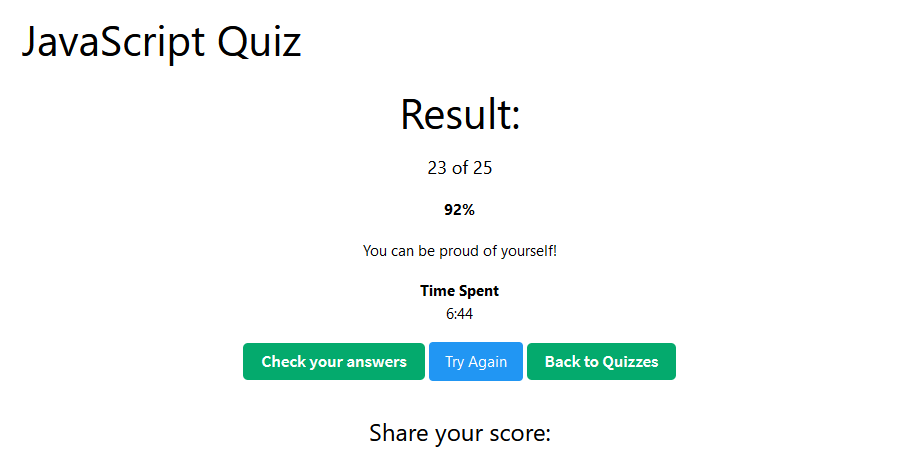 JavaScript Quiz
Result:
23 of 25
92%
You can be proud of yourself!
Time Spent
6:44
Check your answers Try Again Back to Quizzes
Share your score: